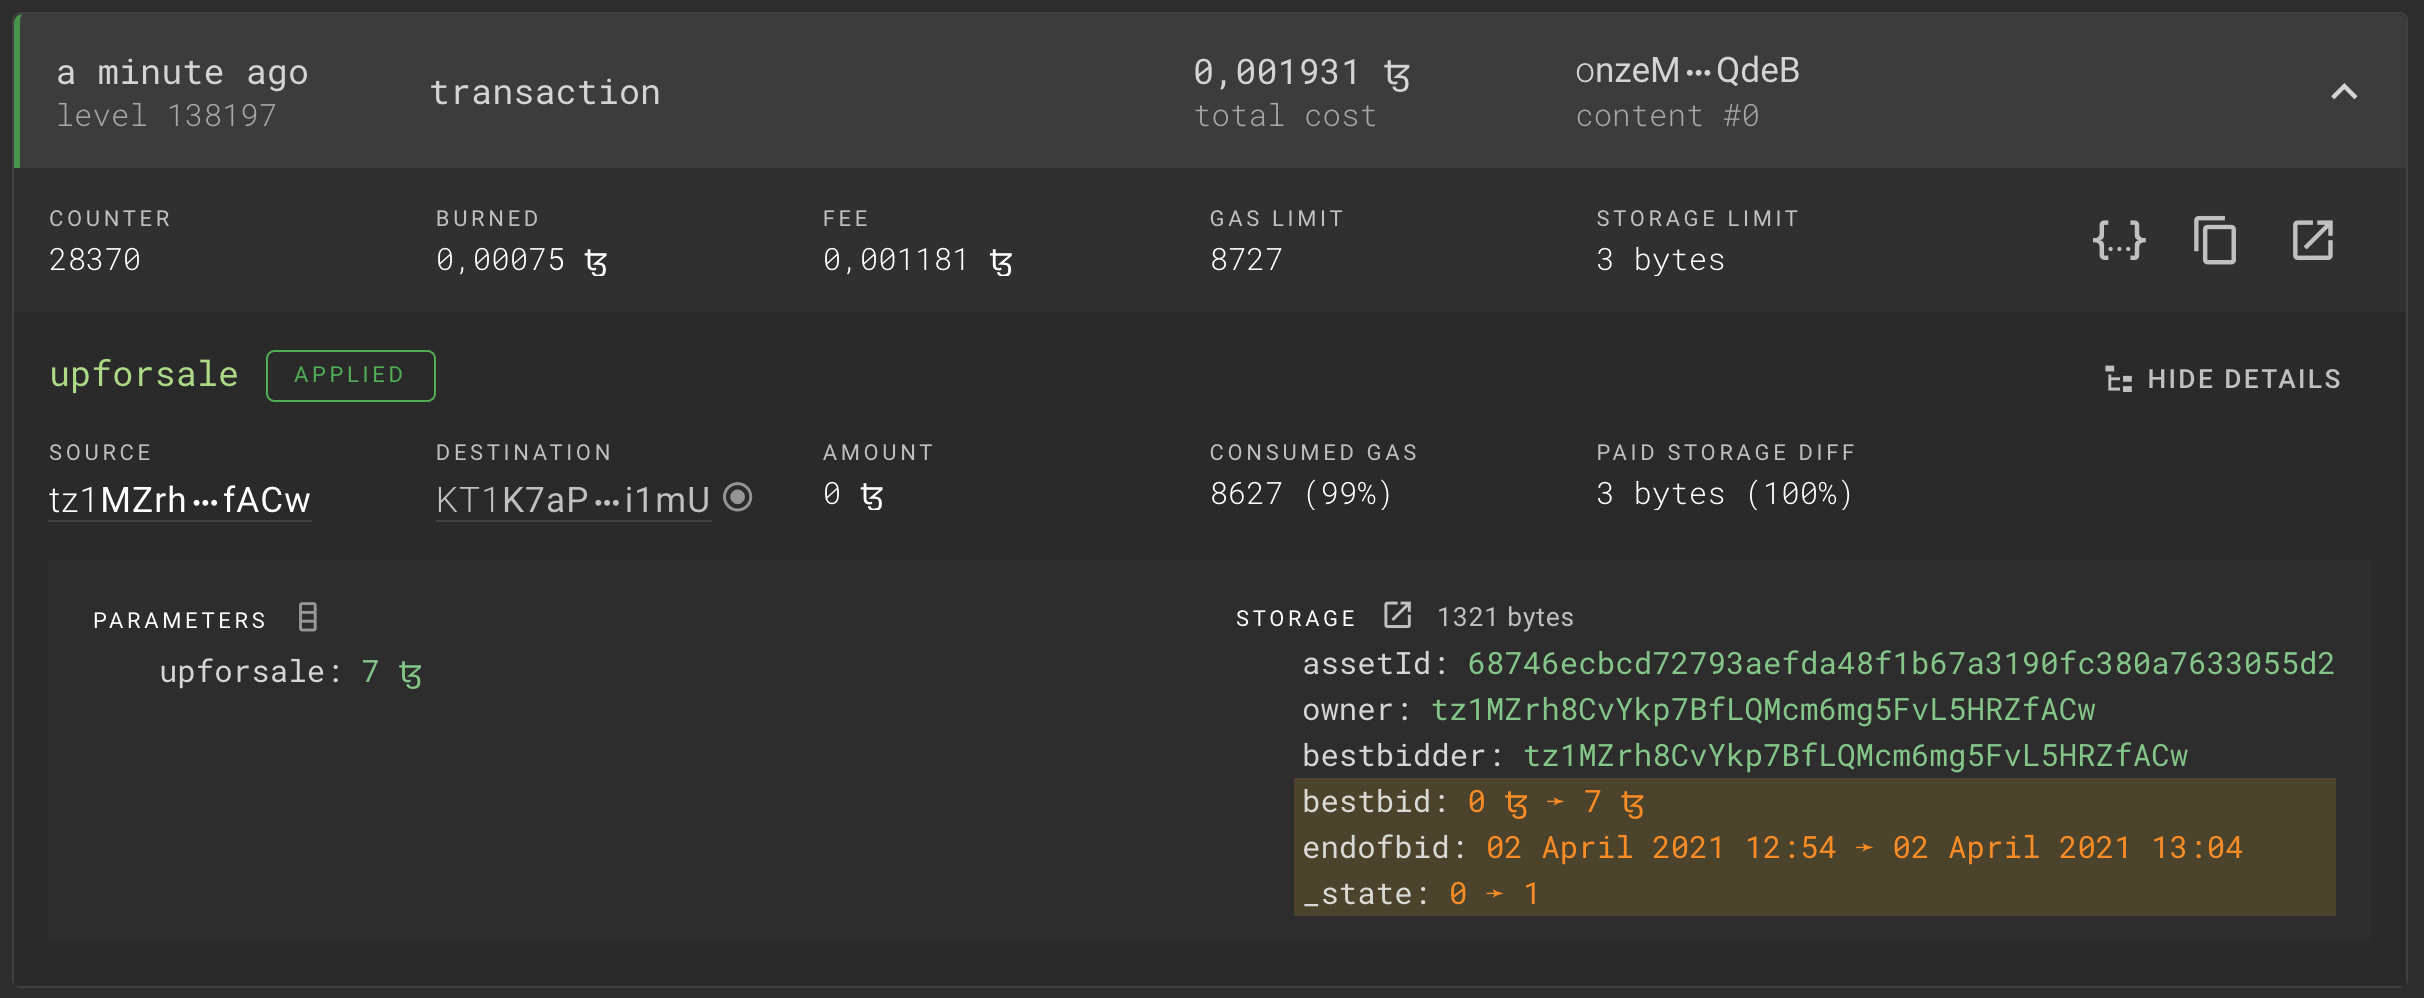 a minute ago
level 138197
transaction
0,001931 ꜩ
total cost
onzeM···QdeB
content #0
COUNTER
28370
BURNED
0,00075 ꜩ
FEE
0,001181 ꜩ
GAS LIMIT
8727
STORAGE LIMIT
3 bytes
{...}
upforsale
APPLIED
HIDE DETAILS
SOURCE
tz1MZrh···fACw
DESTINATION
KT1K7aP···i1mU
AMOUNT
0 ꜩ
CONSUMED GAS
8627 (99%)
PAID STORAGE DIFF
3 bytes (100%)
PARAMETERS
upforsale: 7 ꜩ
STORAGE 1321 bytes
assetId: 68746ecbcd72793aefda48f1b67a3190fc380a7633055d2
owner: tz1MZrh8CvYkp7BfLQMcm6mg5FvL5HRZfACw
bestbidder: tz1MZrh8CvYkp7BfLQMcm6mg5FvL5HRZfACw
bestbid: 0 ꜩ → 7 ꜩ
endofbid: 02 April 2021 12:54 → 02 April 2021 13:04
_state: 0 → 1